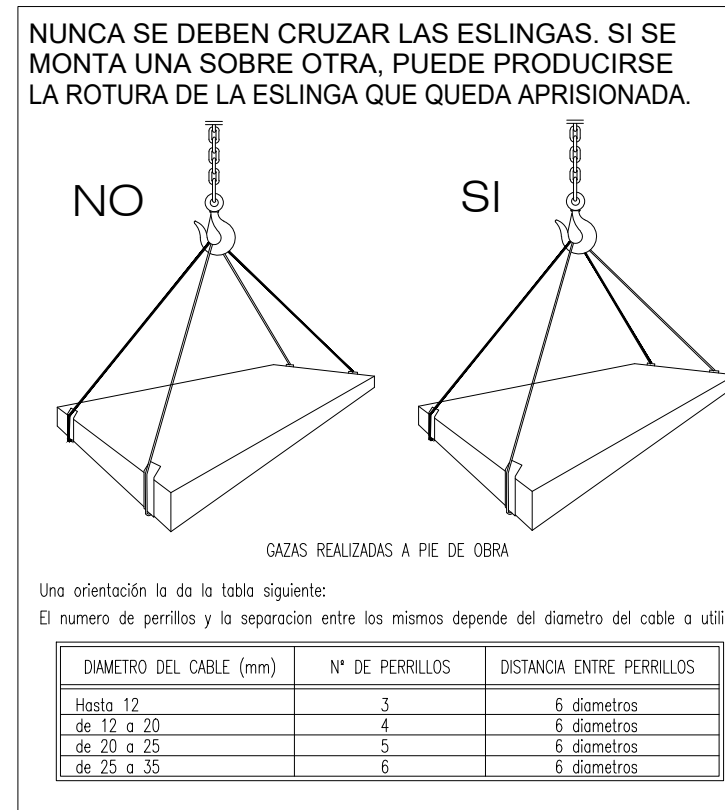 NUNCA SE DEBEN CRUZAR LAS ESLINGAS. SI SE
MONTA UNA SOBRE OTRA, PUEDE PRODUCIRSE
LA ROTURA DE LA ESLINGA QUE QUEDA APRISIONADA.
NO
SI
GAZAS REALIZADAS A PIE DE OBRA
Una orientación la da la tabla siguiente:
El numero de perrillos y la separacion entre los mismos depende del diametro del cable a utili
DIAMETRO DEL CABLE (mm) Nº DE PERRILLOS DISTANCIA ENTRE PERRILLOS
Hasta 12 3 6 diametros
de 12 a 20 4 6 diametros
de 20 a 25 5 6 diametros
de 25 a 35 6 6 diametros